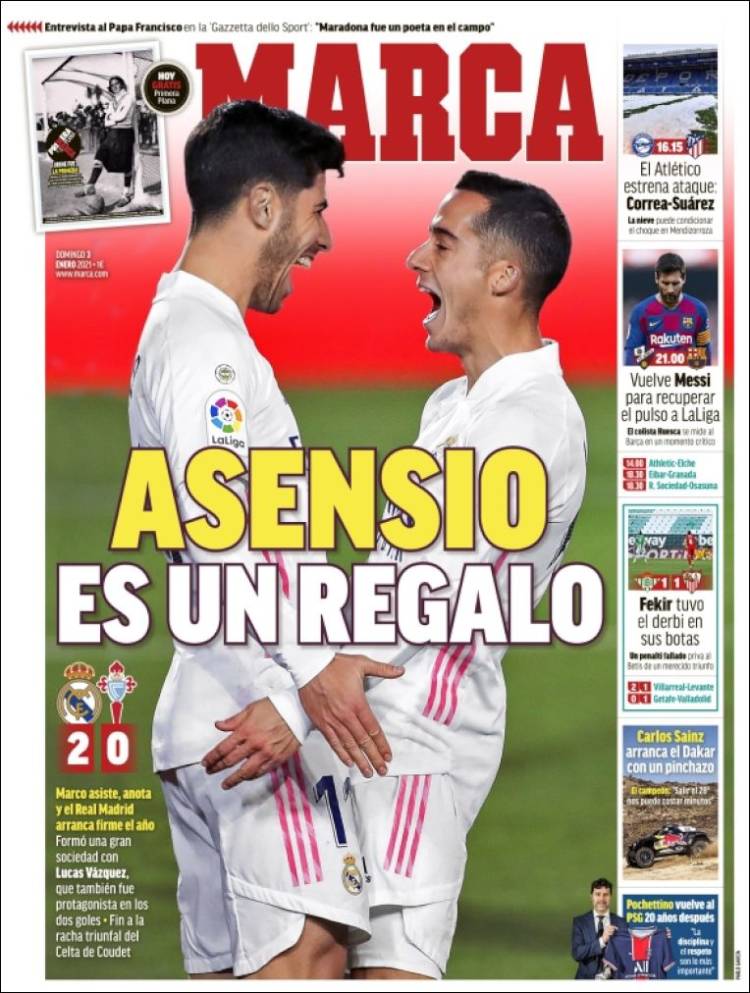 Entrevista al Papa Francisco en la 'Gazzetta dello Sport': "Maradona fue un poeta en el campo"
HOY
GRATIS
Primera
Plana
MARCA
DOMINGO 3
ENERO 2021 • 1€
www.marca.com
LaLiga
ASENSIO
ES UN REGALO
2 0
Marco asiste, anota
y el Real Madrid
arranca firme el año
Formó una gran
sociedad con
Lucas Vázquez,
que también fue
protagonista en los
dos goles • Fin a la
racha triunfal del
Celta de Coudet
11
16.15
El Atlético
estrena ataque:
Correa-Suárez
La nieve puede condicionar
el choque en Mendizorroza
Rakuten
21.00
Vuelve Messi
para recuperar
el pulso a LaLiga
El colista Huesca se mide al
Barça en un momento crítico
14.00 Athletic-Elche
18.30 Eibar-Granada
18.30 R. Sociedad-Osasuna
1 1
Fekir tuvo
el derbi en
sus botas
Un penalti fallado priva al
Betis de un merecido triunfo
2 1 Villarreal-Levante
0 1 Getafe-Valladolid
Carlos Sainz
arranca el Dakar
con un pinchazo
El campeón: "Salir el 28º
nos puede costar minutos"
Pochettino vuelve al
PSG 20 años después
"La
disciplina y
el respeto
son lo más
importante"
PABLO GARCÍA